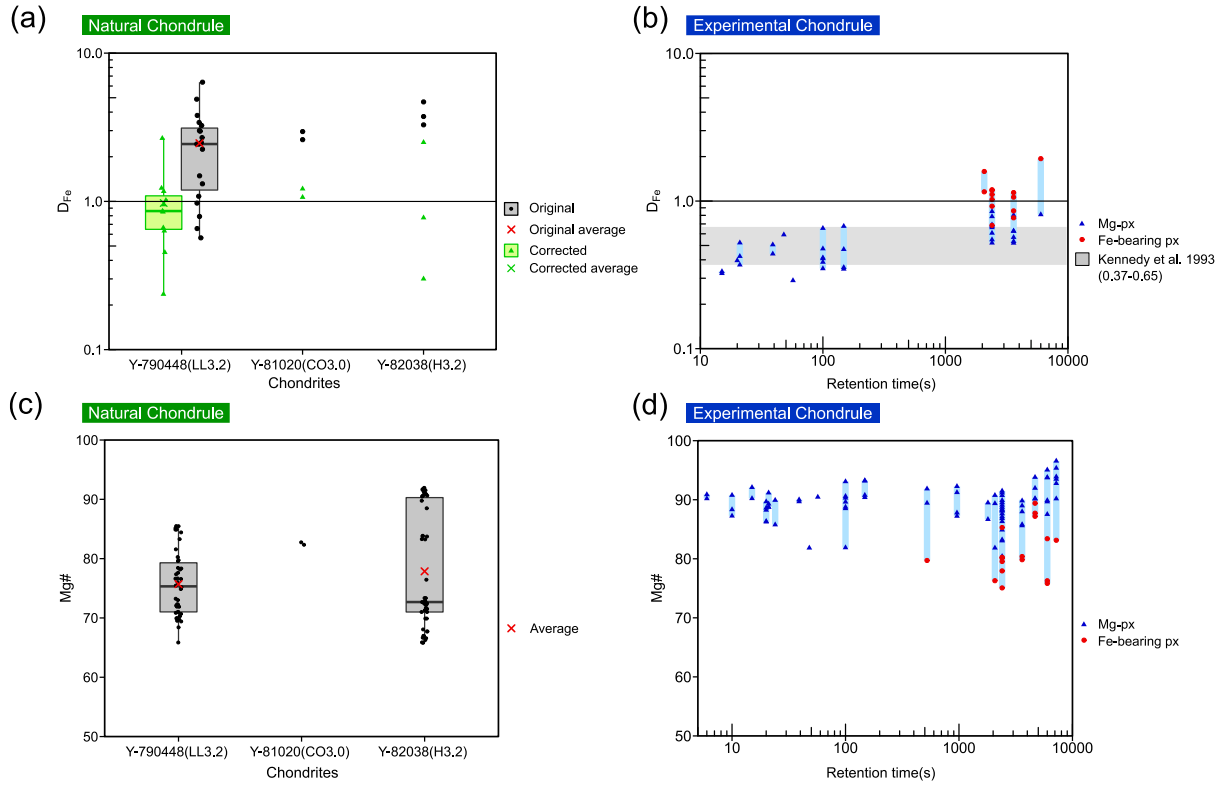 (a)
Natural Chondrule
10.0
1.0
0.1
DFe
Y-790448(LL3.2)
Y-81020(CO3.0)
Y-82038(H3.2)
Chondrites
Original
Original average
Corrected
Corrected average
(b)
Experimental Chondrule
10.0
1.0
0.1
DFe
10
100
1000
10000
Retention time(s)
Mg-px
Fe-bearing px
Kennedy et al. 1993
(0.37-0.65)
(c)
Natural Chondrule
100
90
80
70
60
50
Mg#
Y-790448(LL3.2)
Y-81020(CO3.0)
Y-82038(H3.2)
Chondrites
Average
(d)
Experimental Chondrule
100
90
80
70
60
50
Mg#
10
100
1000
10000
Retention time(s)
Mg-px
Fe-bearing px